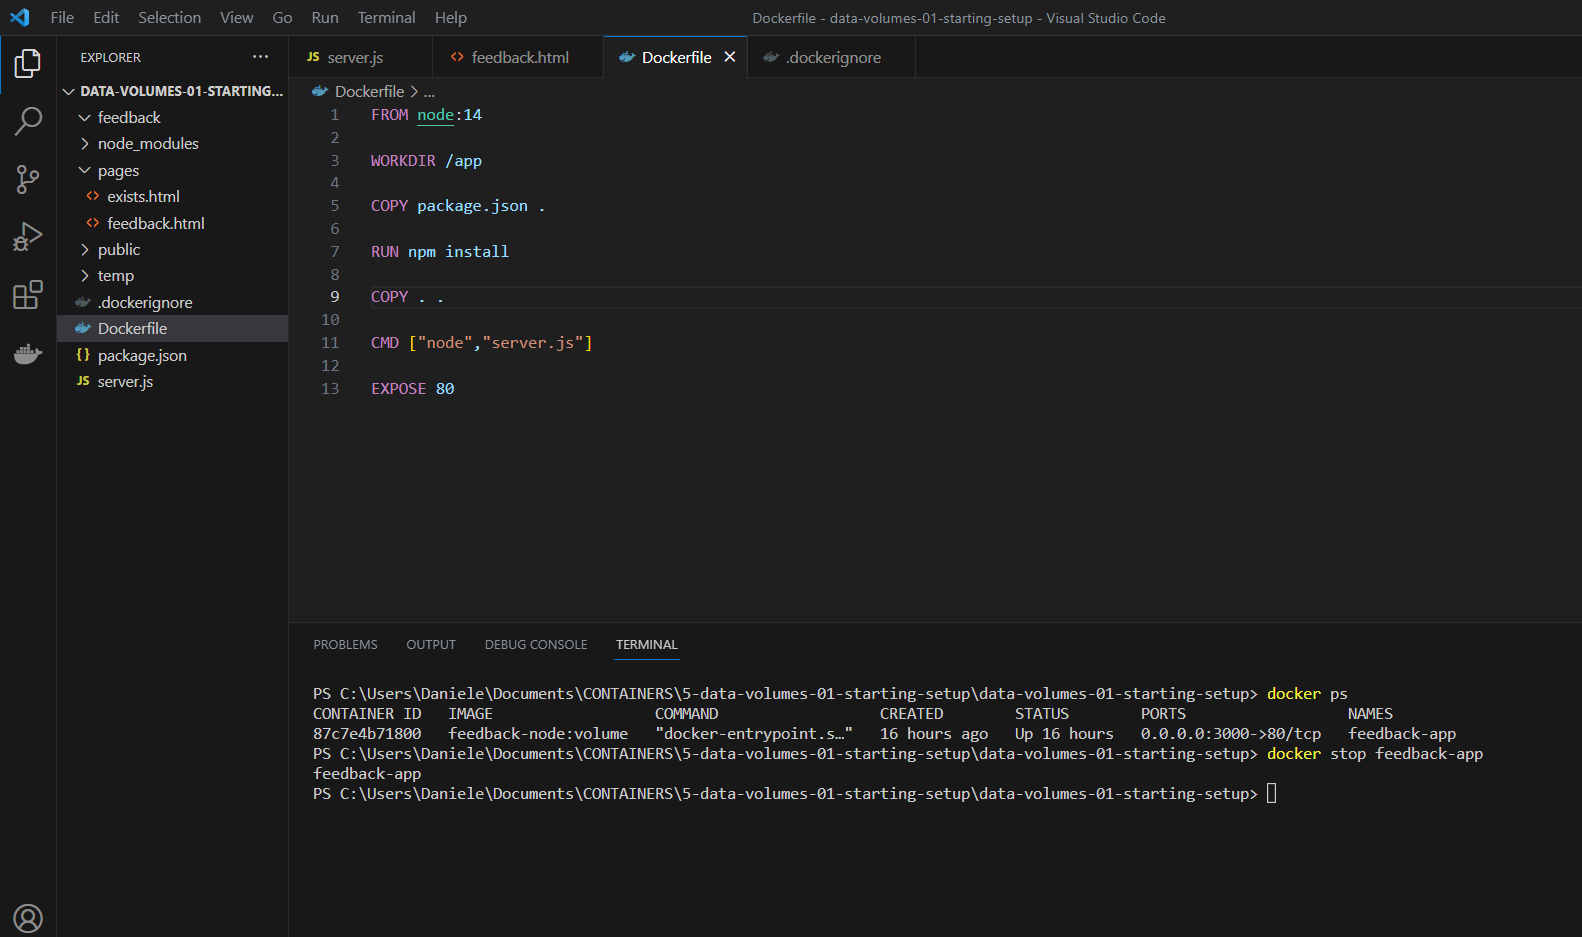 File Edit Selection View Go Run Terminal Help
Dockerfile - data-volumes-01-starting-setup - Visual Studio Code
EXPLORER ...
DATA-VOLUMES-01-STARTING...
feedback
node_modules
pages
exists.html
feedback.html
public
temp
.dockerignore
Dockerfile
{} package.json
JS server.js
JS server.js
<> feedback.html
Dockerfile
.dockerignore
Dockerfile > ...
1 FROM node:14
2
3 WORKDIR /app
4
5 COPY package.json .
6
7 RUN npm install
8
9 COPY . .
10
11 CMD ["node","server.js"]
12
13 EXPOSE 80
PROBLEMS OUTPUT DEBUG CONSOLE TERMINAL
PS C:\Users\Daniele\Documents\CONTAINERS\5-data-volumes-01-starting-setup\data-volumes-01-starting-setup> docker ps
CONTAINER ID IMAGE COMMAND CREATED STATUS PORTS NAMES
87c7e4b71800 feedback-node:volume "docker-entrypoint.s…" 16 hours ago Up 16 hours 0.0.0.0:3000->80/tcp feedback-app
PS C:\Users\Daniele\Documents\CONTAINERS\5-data-volumes-01-starting-setup\data-volumes-01-starting-setup> docker stop feedback-app
feedback-app
PS C:\Users\Daniele\Documents\CONTAINERS\5-data-volumes-01-starting-setup\data-volumes-01-starting-setup>